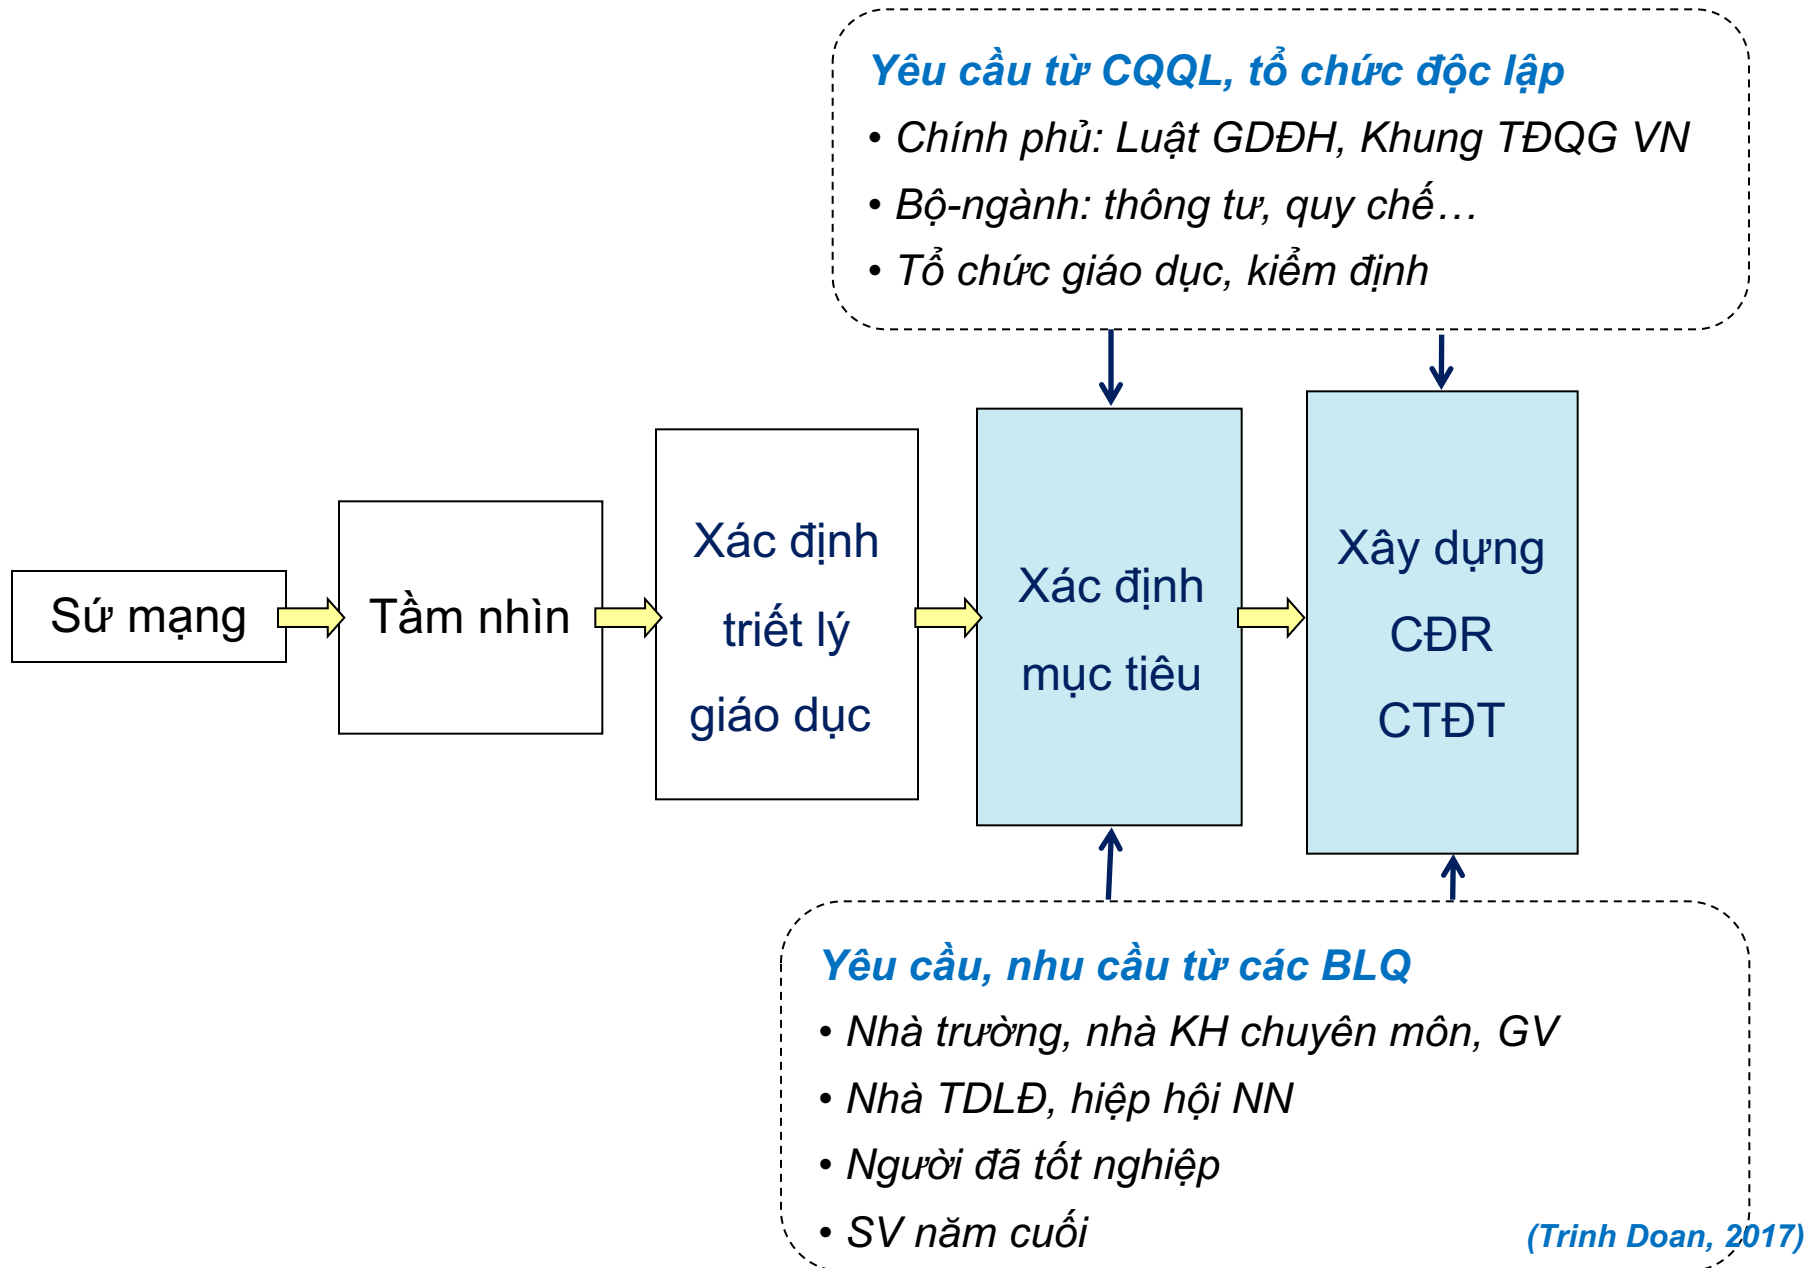 Yêu cầu từ CQQL, tổ chức độc lập
• Chính phủ: Luật GDĐH, Khung TĐQG VN
• Bộ-ngành: thông tư, quy chế…
• Tổ chức giáo dục, kiểm định
Sứ mạng
Tầm nhìn
Xác định
triết lý
giáo dục
Xác định
mục tiêu
Xây dựng
CĐR
CTĐT
Yêu cầu, nhu cầu từ các BLQ
• Nhà trường, nhà KH chuyên môn, GV
• Nhà TDLĐ, hiệp hội NN
• Người đã tốt nghiệp
• SV năm cuối
(Trinh Doan, 2017)